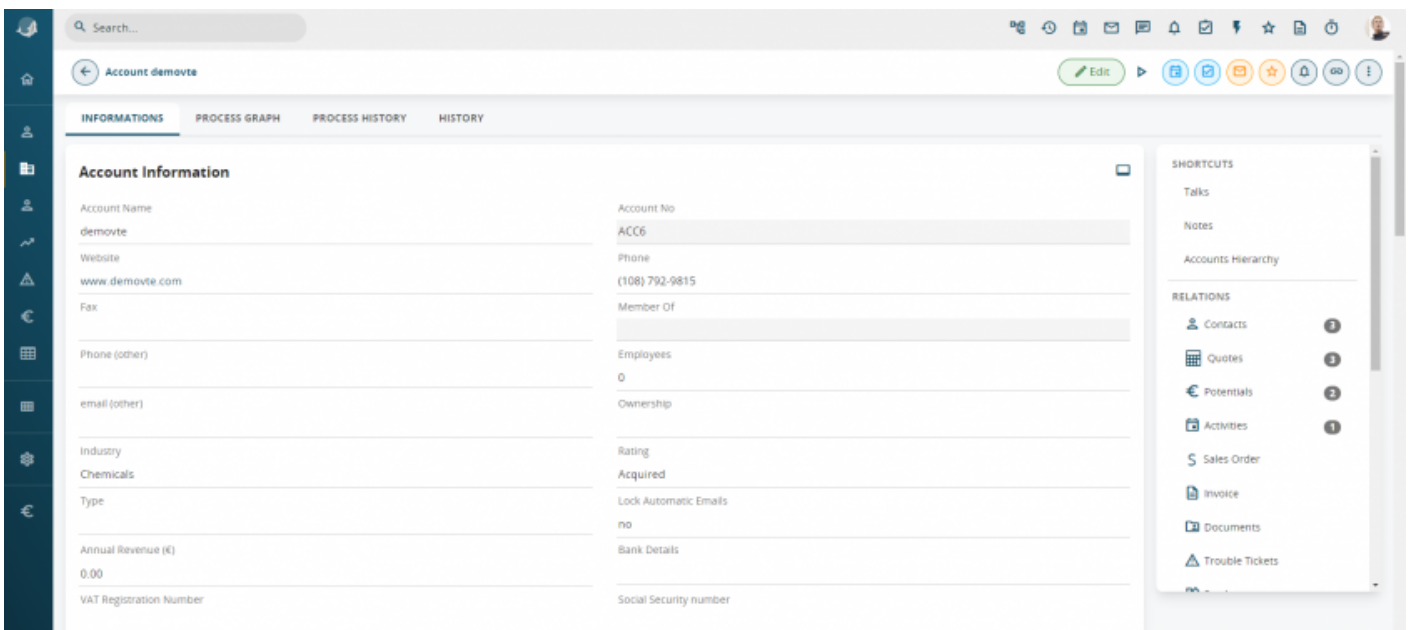 Search...
Account demovte
Edit
INFORMATIONS PROCESS GRAPH PROCESS HISTORY HISTORY
Account Information
Account Name
demovte
Account No
ACC6
Website
www.demovte.com
Phone
(108) 792-9815
Fax
Member Of
Phone (other)
Employees
0
email (other)
Ownership
Industry
Chemicals
Rating
Acquired
Type
Lock Automatic Emails
no
Annual Revenue (€)
0.00
Bank Details
VAT Registration Number
Social Security number
SHORTCUTS
Talks
Notes
Accounts Hierarchy
RELATIONS
Contacts 3
Quotes 3
Potentials 2
Activities 1
Sales Order
Invoice
Documents
Trouble Tickets